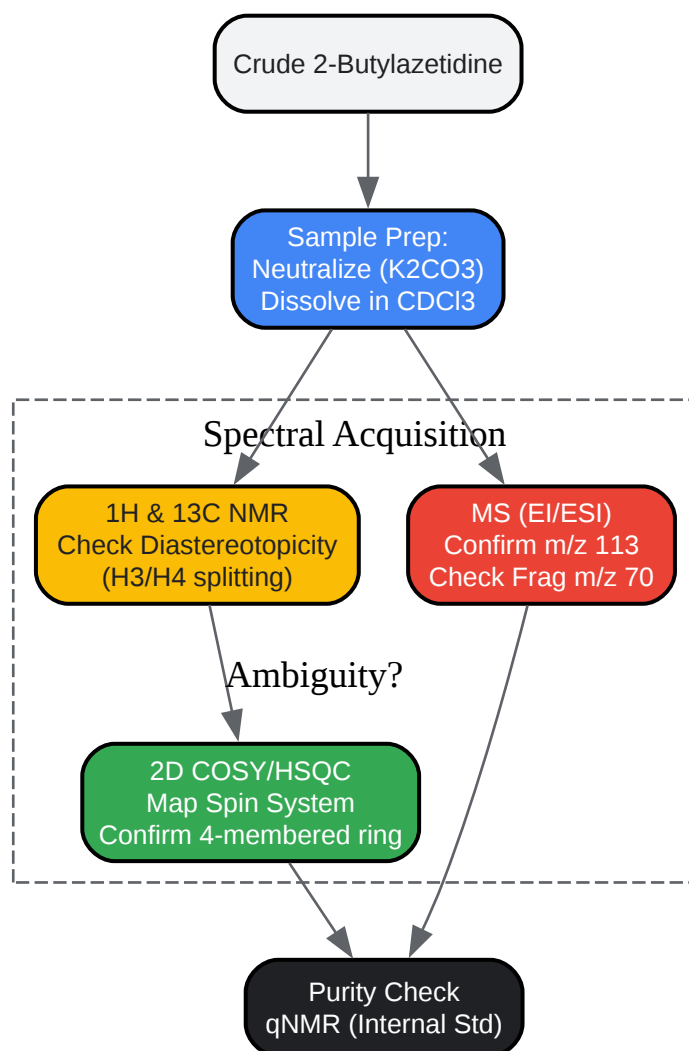 Crude 2-Butylazetidine
Sample Prep:
Neutralize (K2CO3)
Dissolve in CDCl3
Spectral Acquisition
1H & 13C NMR
Check Diastereotopicity
(H3/H4 splitting)
MS (EI/ESI)
Confirm m/z 113
Check Frag m/z 70
Ambiguity?
2D COSY/HSQC
Map Spin System
Confirm 4-membered ring
Purity Check
qNMR (Internal Std)